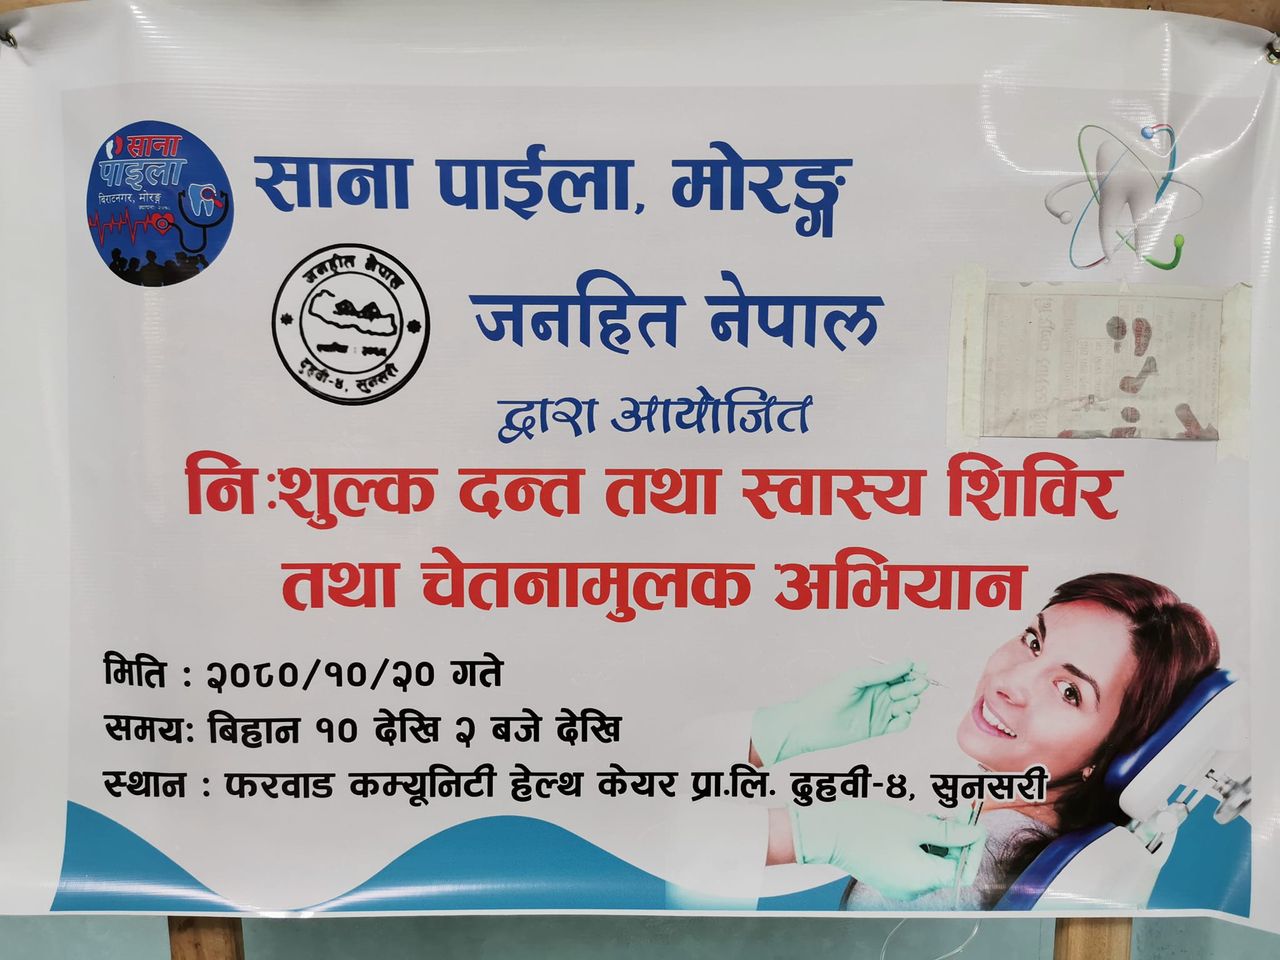 साना
पाइला
बिराटनगर, मोरङ्ग
साना पाईला, मोरङ्ग
जनहीत नेपाल
दुहवी-४, सुनसरी
जनहित नेपाल
द्वारा आयोजित
नि:शुल्क दन्त तथा स्वास्य शिविर
तथा चेतनामुलक अभियान
मिति : २०८०/१०/२० गते
समय: बिहान १० देखि २ बजे देखि
स्थान : फरवाड कम्यूनिटी हेल्थ केयर प्रा.लि. दुहवी-४, सुनसरी